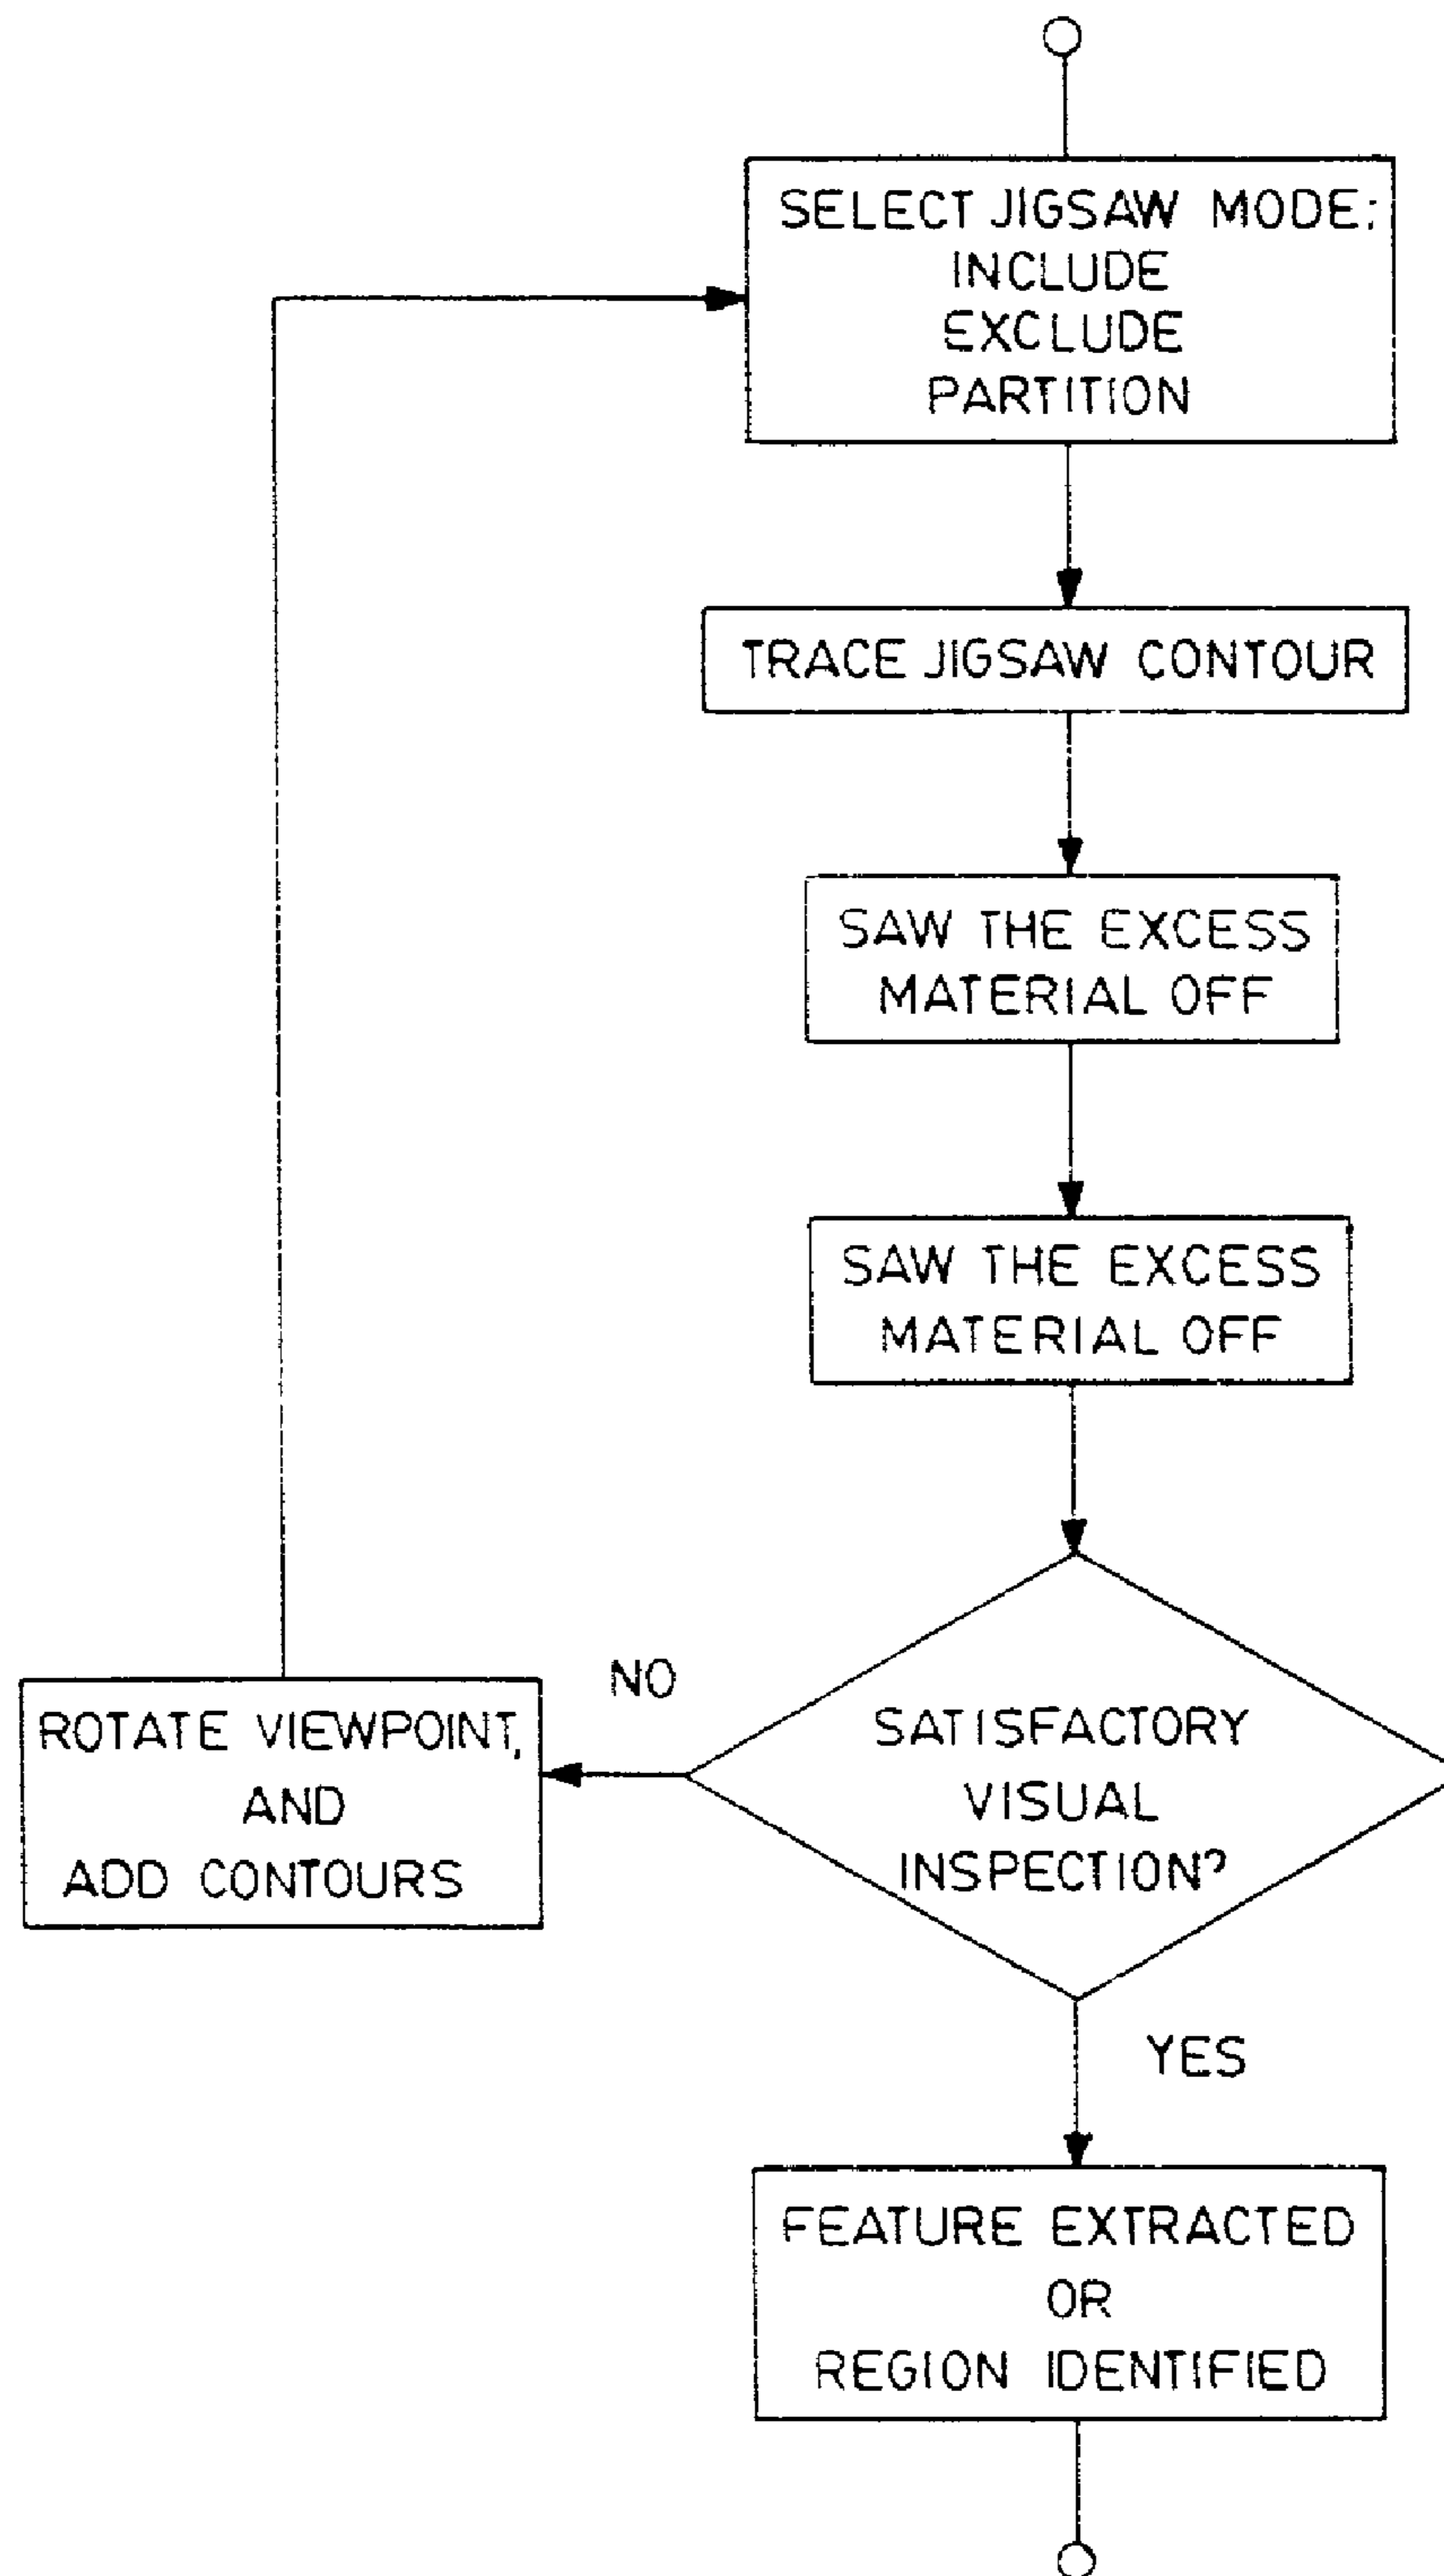 SELECT JIGSAW MODE:
INCLUDE
EXCLUDE
PARTITION
TRACE JIGSAW CONTOUR
SAW THE EXCESS
MATERIAL OFF
SAW THE EXCESS
MATERIAL OFF
SATISFACTORY
VISUAL
INSPECTION?
NO
ROTATE VIEWPOINT,
AND
ADD CONTOURS
YES
FEATURE EXTRACTED
OR
REGION IDENTIFIED